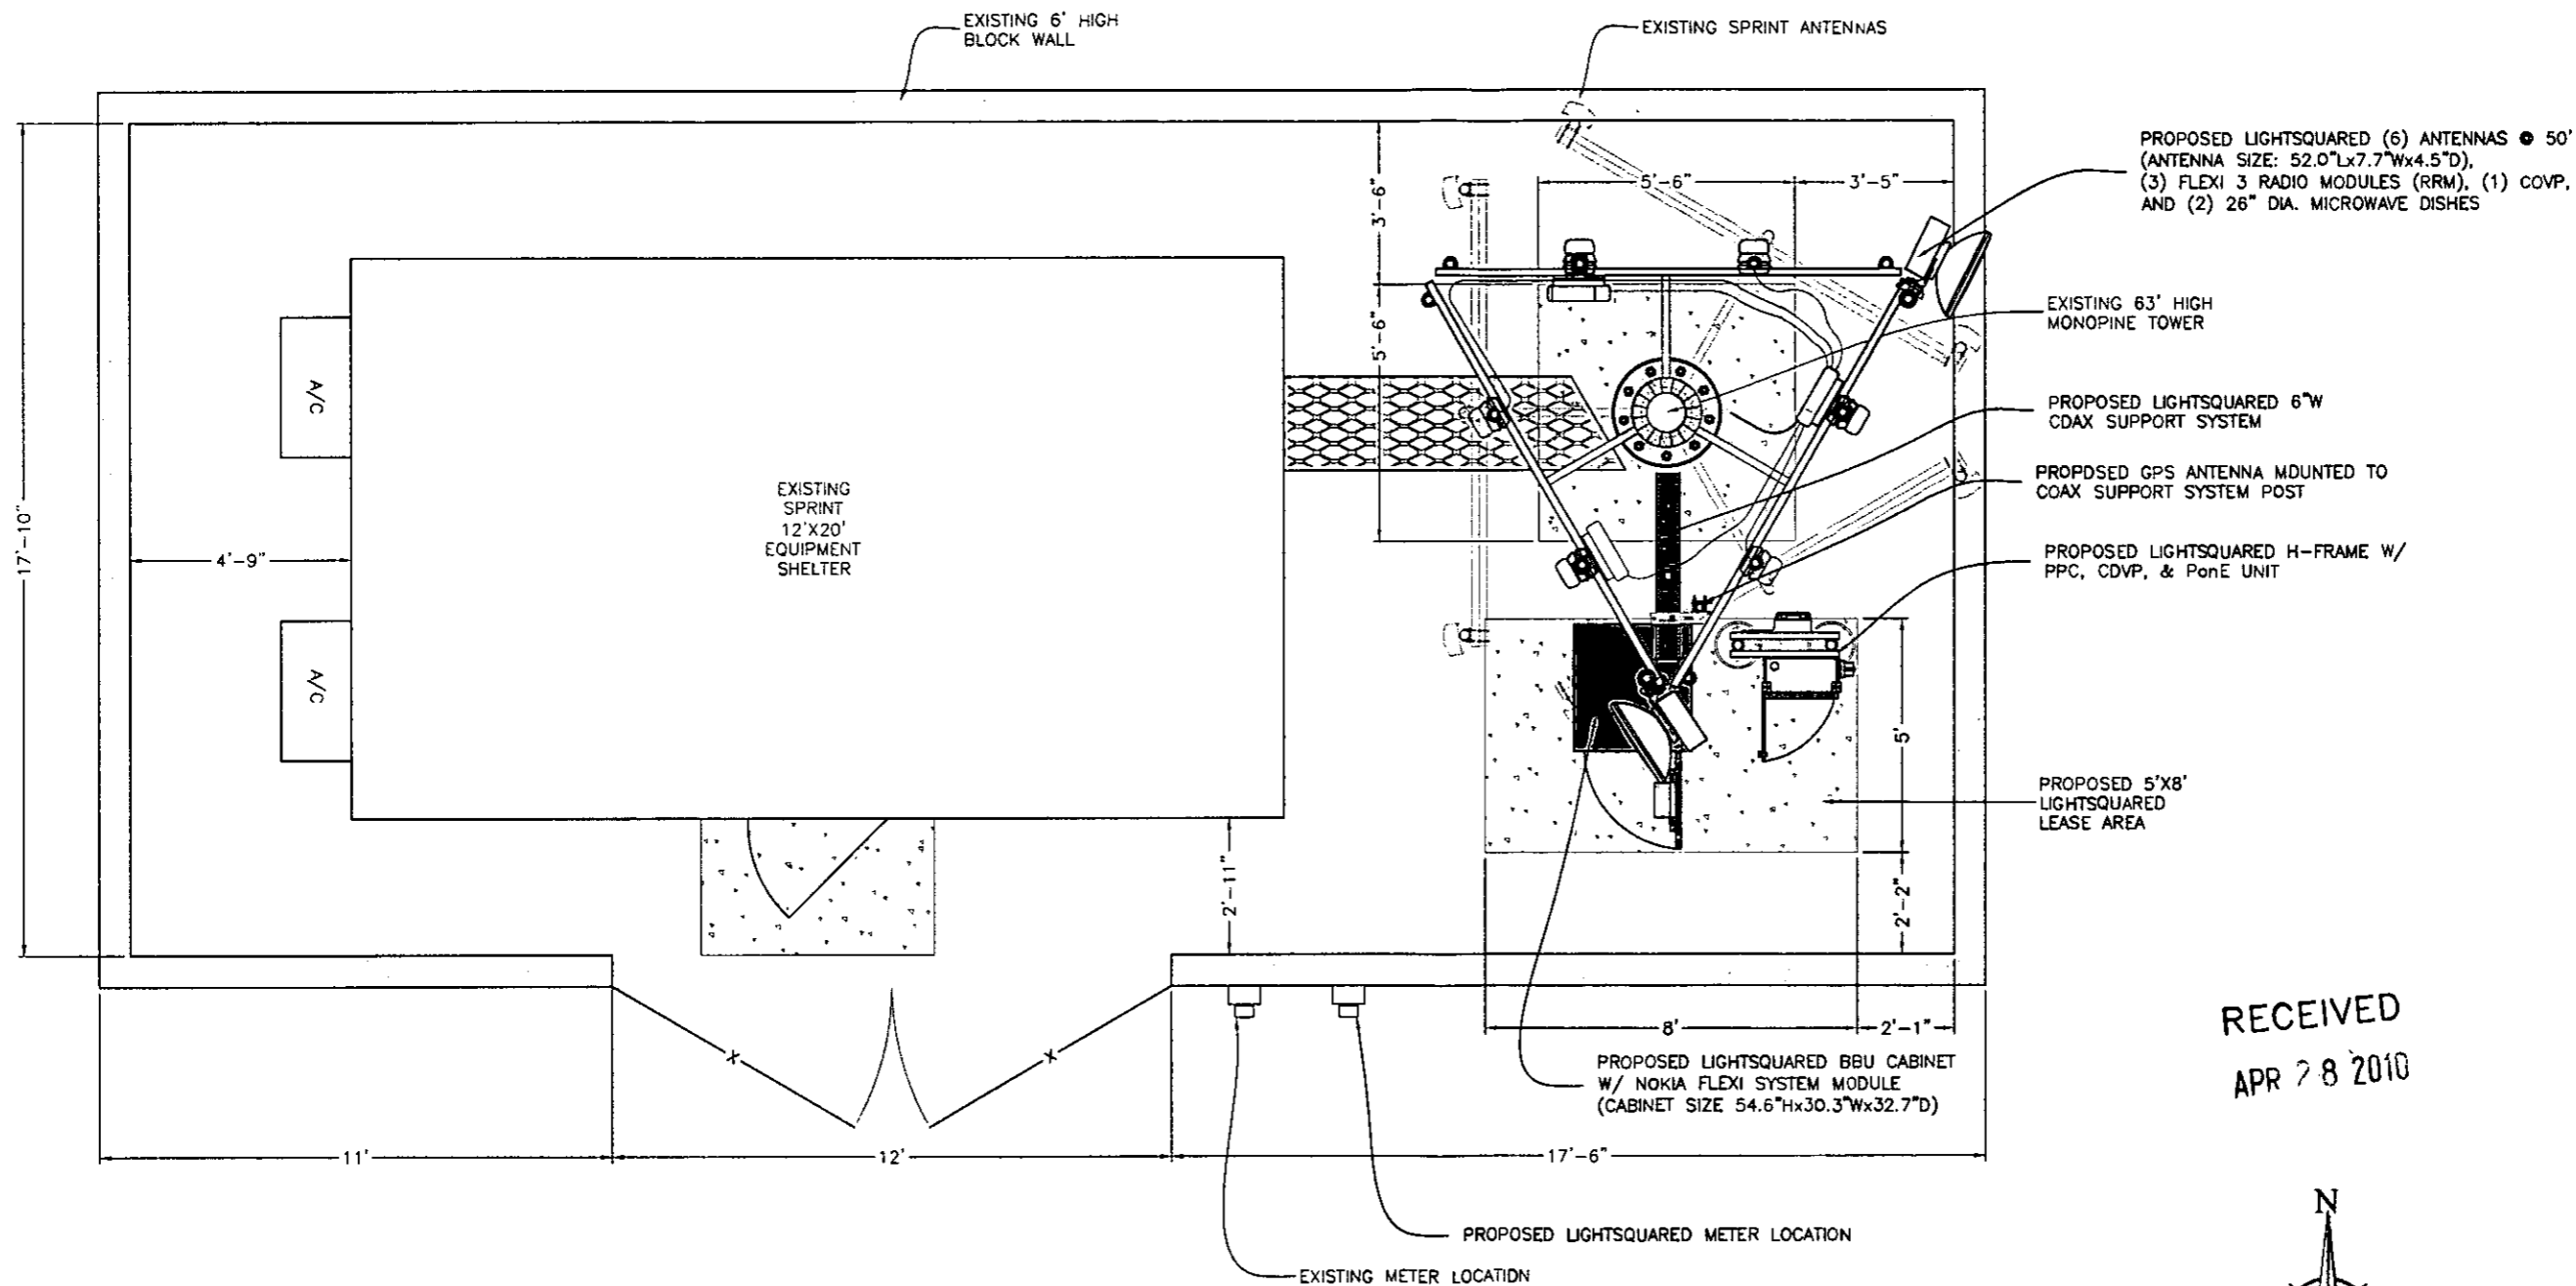 EXISTING 6' HIGH
BLOCK WALL
EXISTING SPRINT ANTENNAS
PROPOSED LIGHTSQUARED (6) ANTENNAS @ 50'
(ANTENNA SIZE: 52.0"Lx7.7"Wx4.5"D),
(3) FLEXI 3 RADIO MODULES (RRM), (1) COVP,
AND (2) 26" DIA. MICROWAVE DISHES
5'-6"
3'-5"
3'-6"
EXISTING 63' HIGH
MONOPINE TOWER
5'-6"
A/C
PROPOSED LIGHTSQUARED 6"W
CDAX SUPPORT SYSTEM
PROPDSED GPS ANTENNA MDUNTED TO
COAX SUPPORT SYSTEM POST
EXISTING
SPRINT
12'X20'
EQUIPMENT
SHELTER
17'-10"
4'-9"
PROPOSED LIGHTSQUARED H-FRAME W/
PPC, CDVP, & PonE UNIT
A/C
5'
PROPOSED 5'X8'
LIGHTSQUARED
LEASE AREA
2'-11"
2'-2"
8'
2'-1"
RECEIVED
APR 28 2010
PROPOSED LIGHTSQUARED BBU CABINET
W/ NOKIA FLEXI SYSTEM MODULE
(CABINET SIZE 54.6"Hx30.3"Wx32.7"D)
X
X
11'
12'
17'-6"
N
PROPOSED LIGHTSQUARED METER LOCATION
EXISTING METER LOCATIDN